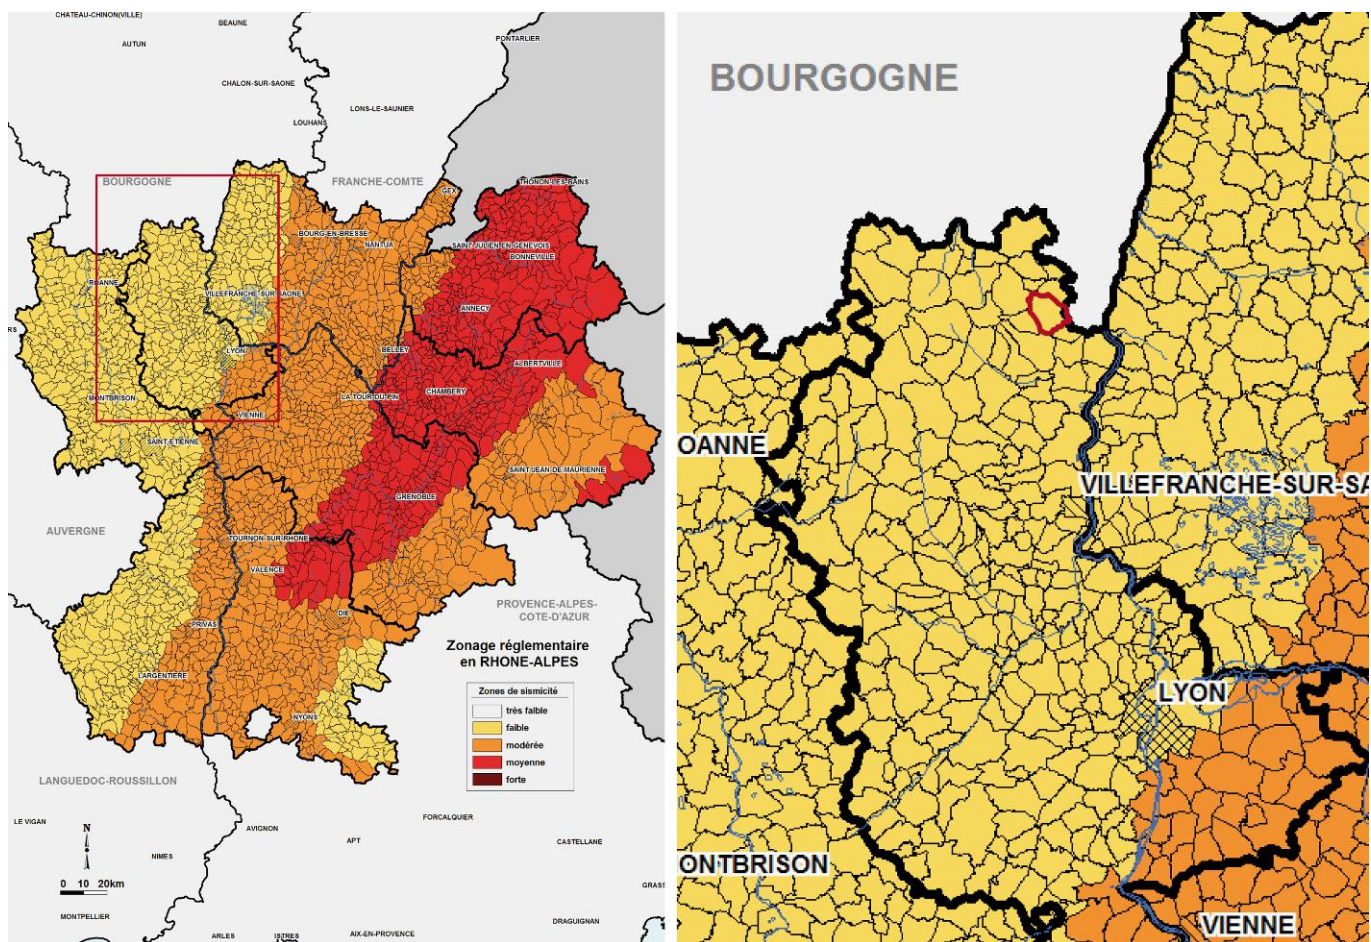 CHATEAU-CHINON(VILLE)
BEAUNE
AUTUN
PONTARLIER
CHALON-SUR-SAONE
LONS-LE-SAUNIER
LOUHANS
BOURGOGNE
FRANCHE-COMTE
THONON-LES-BAINS
GEX
BOURG-EN-BRESSE
NANTUA
SAINT-JULIEN-EN-GENEVOIS
BONNEVILLE
ROANNE
VILLEFRANCHE-SUR-SAONE
ANNECY
LYON
BELLEY
ALBERTVILLE
CHAMBERY
MONTBRISON
LA TOUR-DU-PIN
VIENNE
SAINT-ETIENNE
SAINT-JEAN-DE-MAURIENNE
GRENOBLE
AUVERGNE
TOURNON-SUR-RHONE
VALENCE
PROVENCE-ALPES-
COTE-D'AZUR
DIE
PRIVAS
Zonage réglementaire
en RHONE-ALPES
LARGENTIERE
Zones de sismicité
très faible
faible
modérée
moyenne
forte
NYONS
LANGUEDOC-ROUSSILLON
LE VIGAN
N
AVIGNON
APT
FORCALQUIER
CASTELLANE
NIMES
0 10 20km
GRASS
MONTPELLIER
ARLES
ISTRES
AIX-EN-PROVENCE
DRAGUIGNAN
BOURGOGNE
OANNE
VILLEFRANCHE-SUR-SA
LYON
ONTBRISON
VIENNE